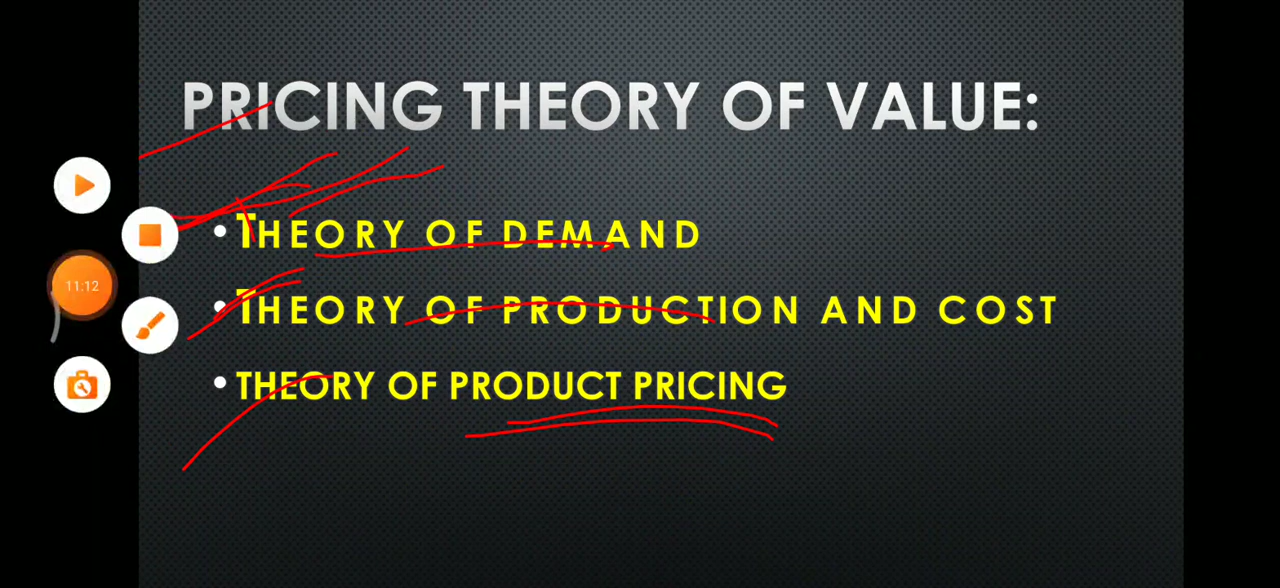 PRICING THEORY OF VALUE:
• THEORY OF DEMAND
11:12
• THEORY OF PRODUCTION AND COST
• THEORY OF PRODUCT PRICING